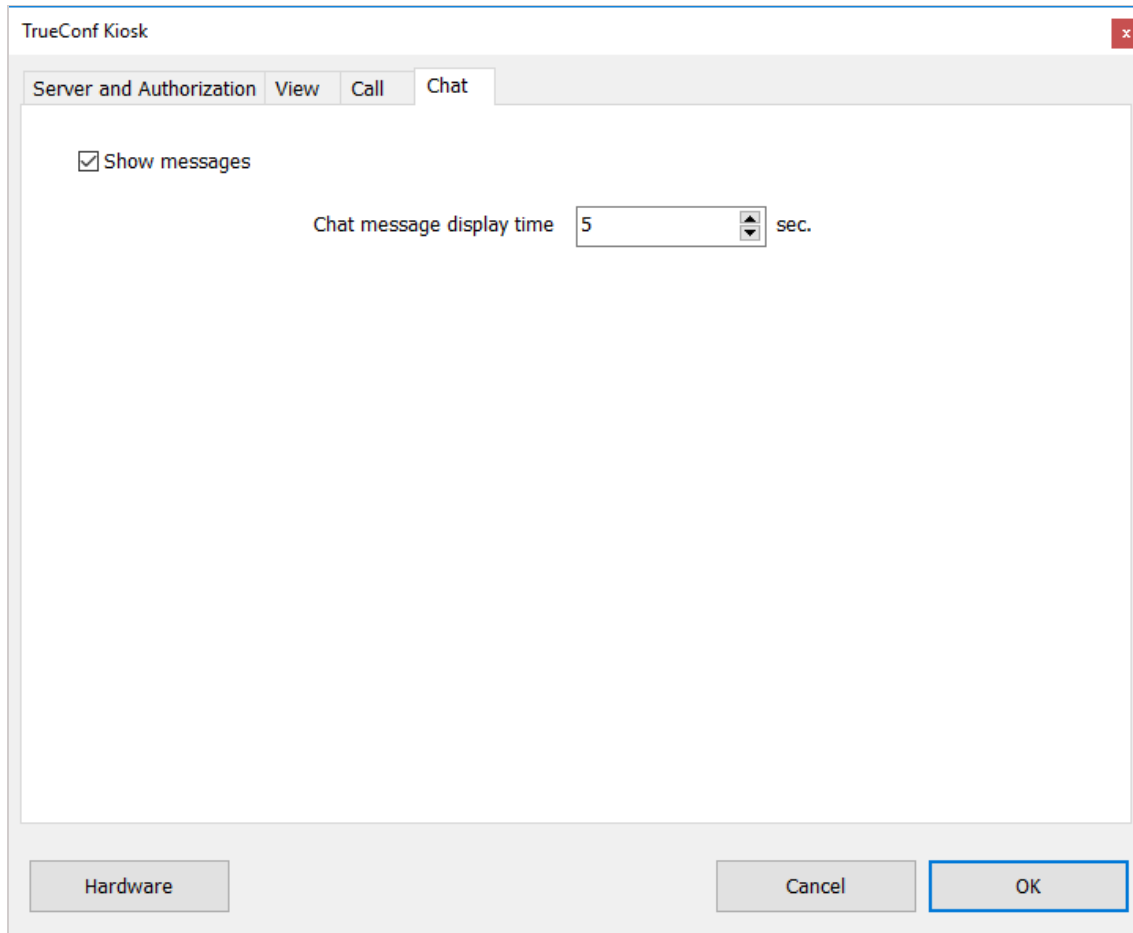 TrueConf Kiosk
x
Server and Authorization View Call Chat
Show messages
Chat message display time 5 sec.
Hardware Cancel OK